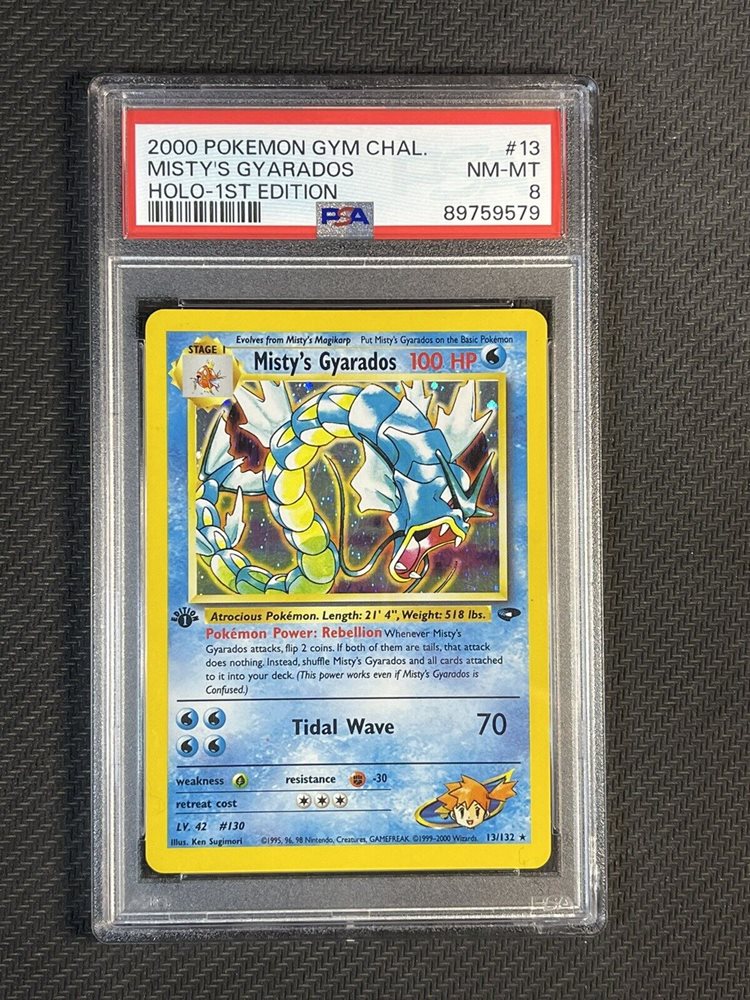 2000 POKEMON GYM CHAL. #13
MISTY'S GYARADOS NM-MT
HOLO-1ST EDITION 8
PSA 89759579
STAGE 1
Evolves from Misty's Magikarp Put Misty's Gyarados on the Basic Pokémon
Misty's Gyarados 100 HP
EDITION
1
Atrocious Pokémon. Length: 21' 4", Weight: 518 lbs.
Pokémon Power: Rebellion Whenever Misty's
Gyarados attacks, flip 2 coins. If both of them are tails, that attack
does nothing. Instead, shuffle Misty's Gyarados and all cards attached
to it into your deck. (This power works even if Misty's Gyarados is
Confused.)
Tidal Wave 70
weakness resistance -30
retreat cost
LV. 42 #130
Illus. Ken Sugimori ©1995, 96, 98 Nintendo, Creatures, GAMEFREAK. ©1999-2000 Wizards. 13/132 ★